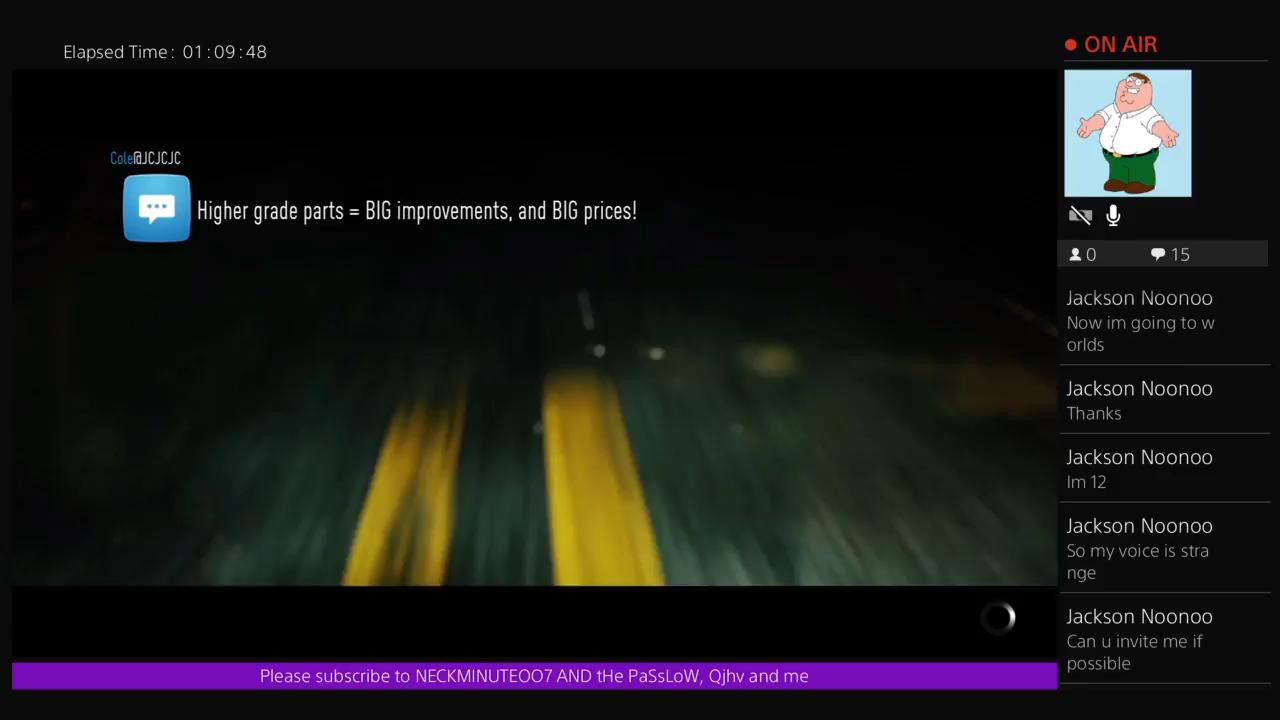 Elapsed Time: 01:09:48
ON AIR
Cole@JCJCJC
Higher grade parts = BIG improvements, and BIG prices!
0 15
Jackson Noonoo
Now im going to w
orlds
Jackson Noonoo
Thanks
Jackson Noonoo
Im 12
Jackson Noonoo
So my voice is stra
nge
Jackson Noonoo
Can u invite me if
possible
Please subscribe to NECKMINUTEOO7 AND tHe PaSsLoW, Qjhv and me